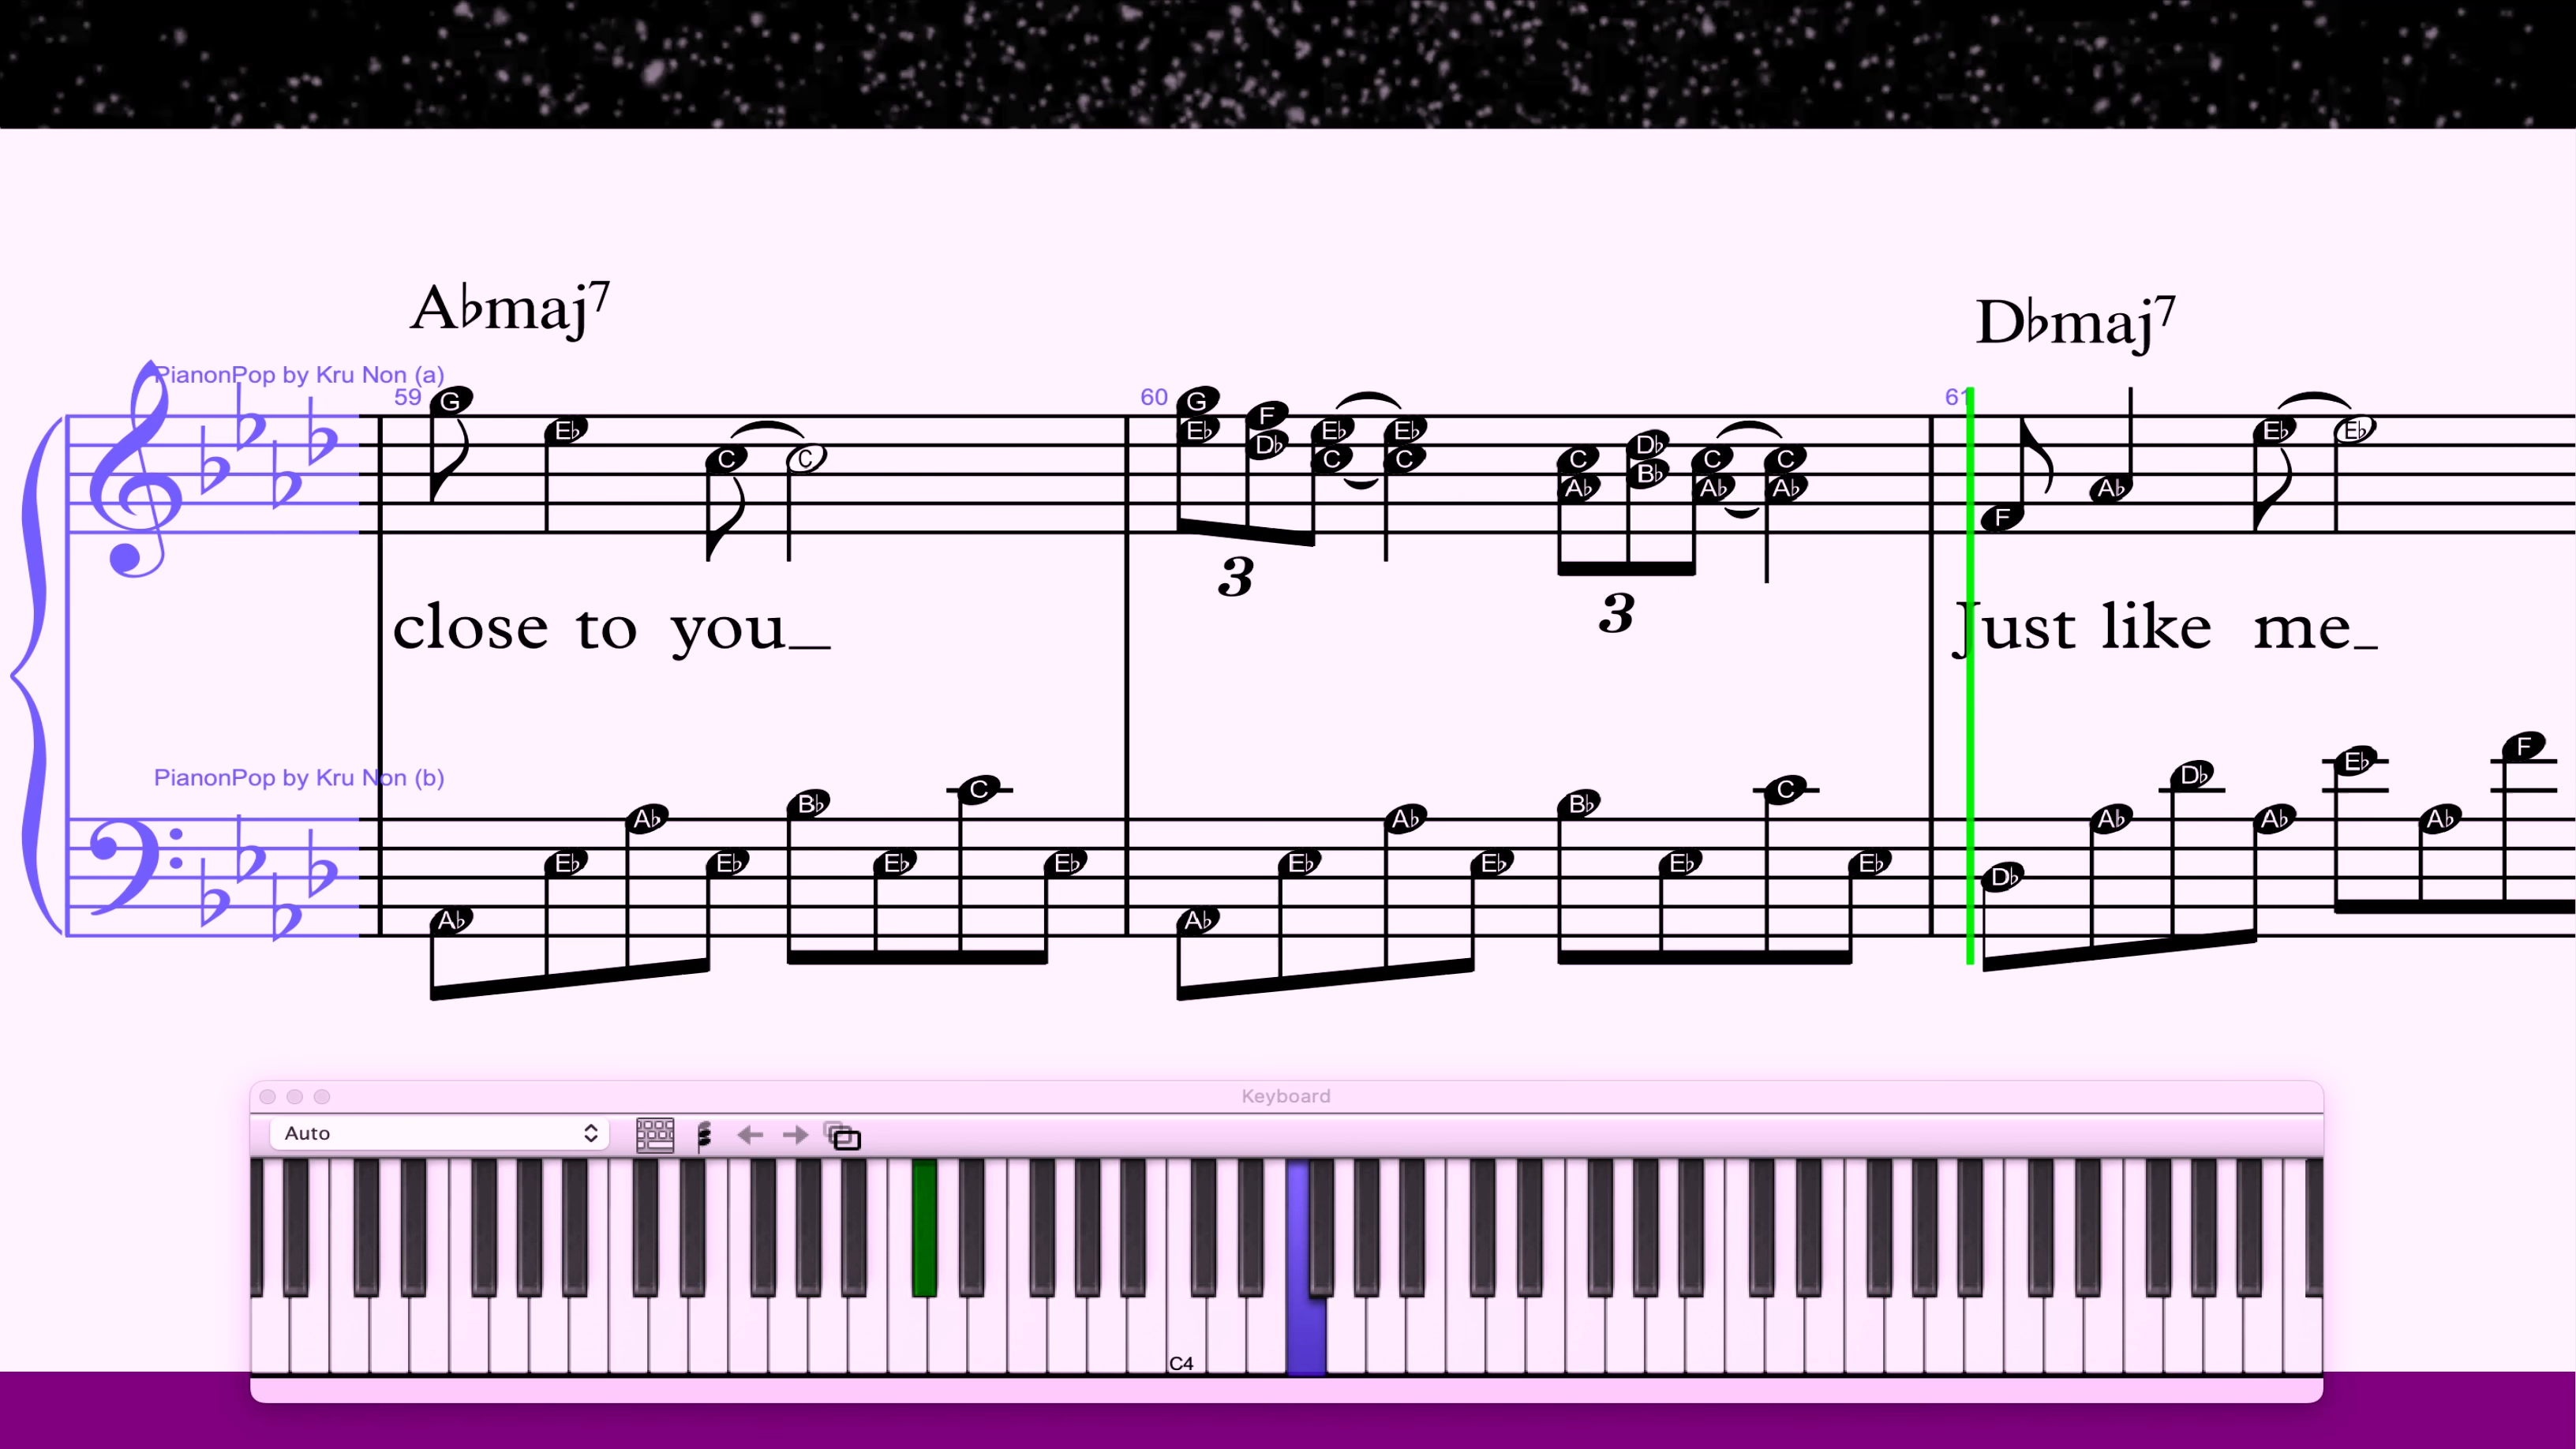 A♭maj7 D♭maj7
PianonPop by Kru Non (a)
59 60 61
G E♭ C C G E♭ F D♭ E♭ C E♭ C C A♭ D♭ B♭ C A♭ C A♭ F A♭ E♭ E♭
3 3
close to you_ Just like me_
PianonPop by Kru Non (b)
A♭ E♭ A♭ E♭ B♭ E♭ C E♭ A♭ E♭ A♭ E♭ B♭ E♭ C E♭ D♭ A♭ D♭ A♭ E♭ A♭ F
Keyboard
Auto
C4